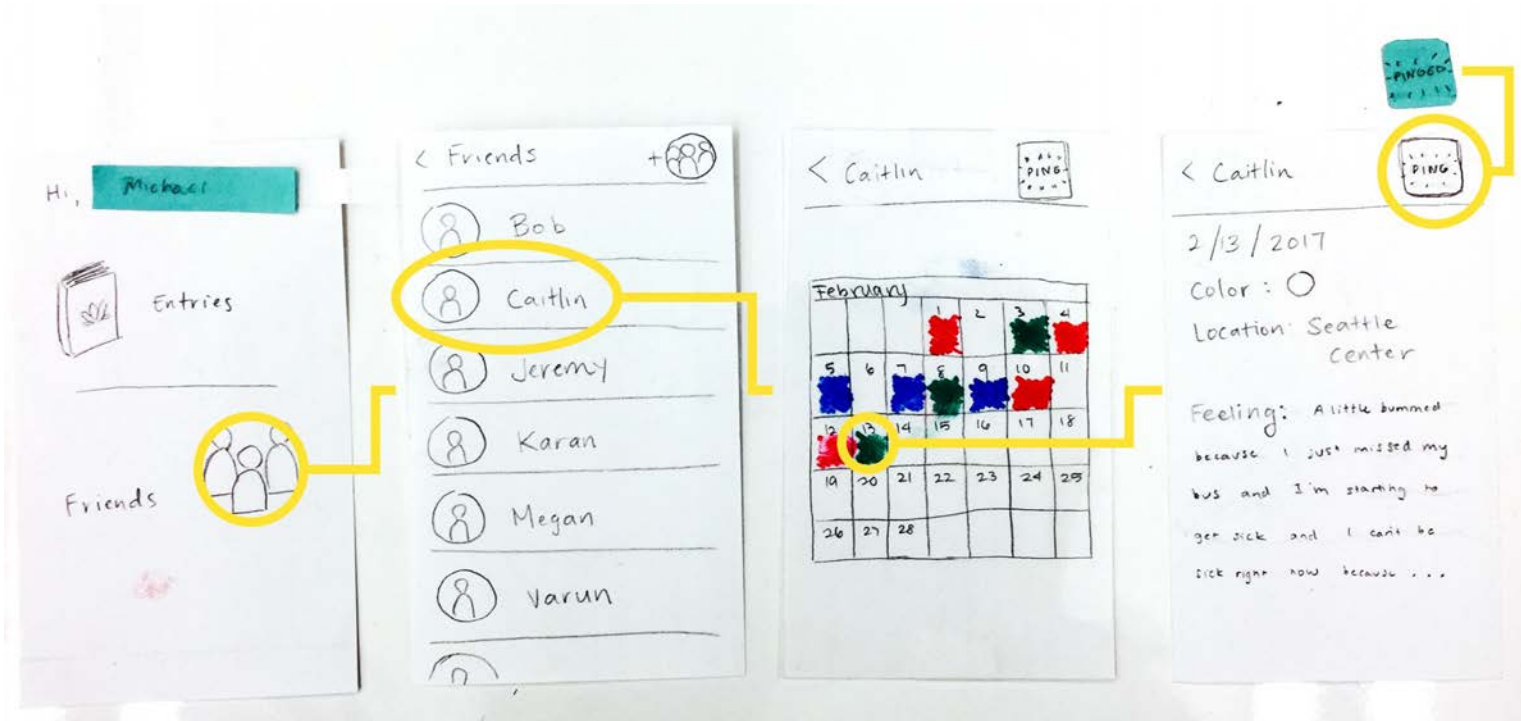 Hi, Michael
Entries
Friends
< Friends +
Bob
Caitlin
Jeremy
Karan
Megan
Varun
< Caitlin PING
February
1 2 3 4
5 6 7 8 9 10 11
12 13 14 15 16 17 18
19 20 21 22 23 24 25
26 27 28
PINGED
< Caitlin PING
2/13/2017
Color:
Location: Seattle
Center
Feeling: A little bummed
because I just missed my
bus and I'm starting to
get sick and I can't be
sick right now because ...